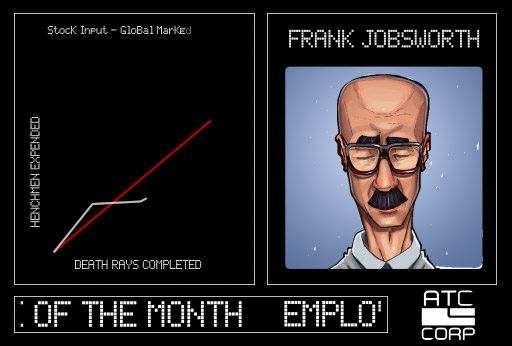 StocK Input - GloBal MarKed
FRANK JOBSWORTH
HENCHMEN EXPENDED
DEATH RAYS COMPLETED
: OF THE MONTH EMPLO
ATC
CORP